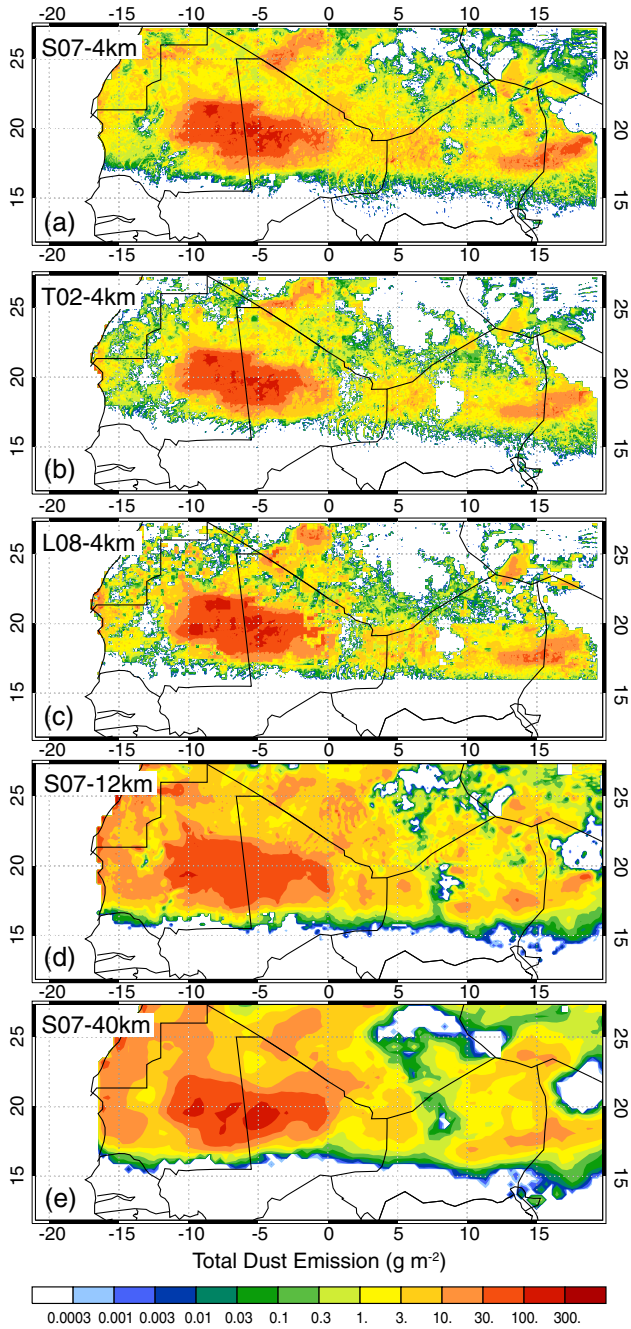 -20 -15 -10 -5 0 5 10 15
S07-4km
25
20
15
(a)
-20 -15 -10 -5 0 5 10 15
T02-4km
25
20
15
(b)
-20 -15 -10 -5 0 5 10 15
L08-4km
25
20
15
(c)
-20 -15 -10 -5 0 5 10 15
S07-12km
25
20
15
(d)
-20 -15 -10 -5 0 5 10 15
S07-40km
25
20
15
(e)
-20 -15 -10 -5 0 5 10 15
Total Dust Emission (g m⁻²)
0.0003 0.001 0.003 0.01 0.03 0.1 0.3 1. 3. 10. 30. 100. 300.